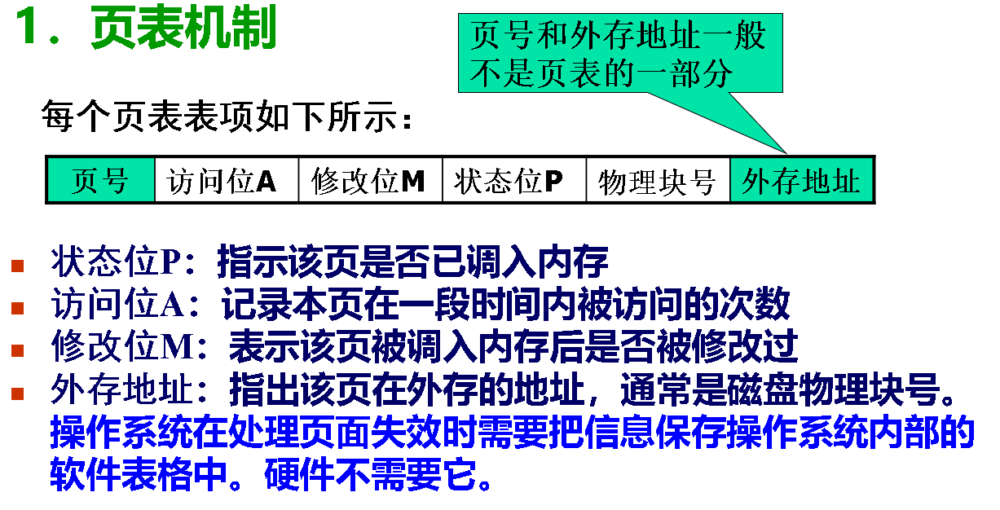 1．页表机制
页号和外存地址一般
不是页表的一部分
每个页表表项如下所示：
页号 访问位A 修改位M 状态位P 物理块号 外存地址
状态位P：指示该页是否已调入内存
访问位A：记录本页在一段时间内被访问的次数
修改位M：表示该页被调入内存后是否被修改过
外存地址：指出该页在外存的地址，通常是磁盘物理块号。
操作系统在处理页面失效时需要把信息保存操作系统内部的
软件表格中。硬件不需要它。